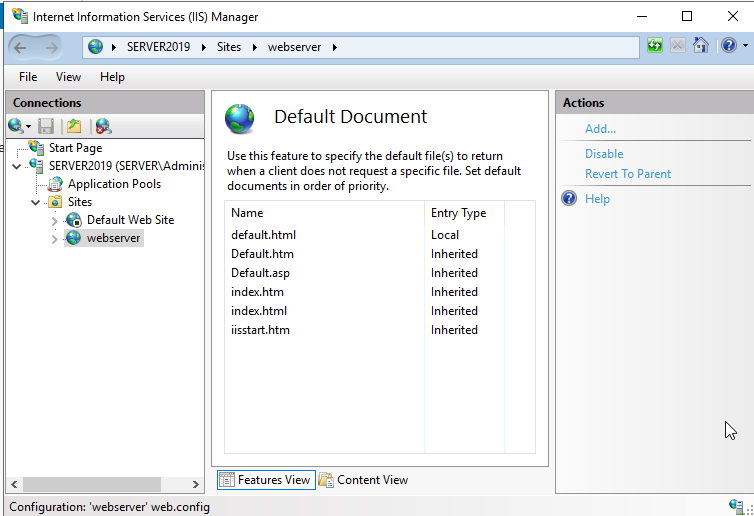 Internet Information Services (IIS) Manager
SERVER2019 Sites webserver
File View Help
Connections
Start Page
SERVER2019 (SERVER\Adminis
Application Pools
Sites
Default Web Site
webserver
Default Document
Use this feature to specify the default file(s) to return
when a client does not request a specific file. Set default
documents in order of priority.
Name Entry Type
default.html Local
Default.htm Inherited
Default.asp Inherited
index.htm Inherited
index.html Inherited
iisstart.htm Inherited
Features View Content View
Actions
Add...
Disable
Revert To Parent
Help
Configuration: 'webserver' web.config